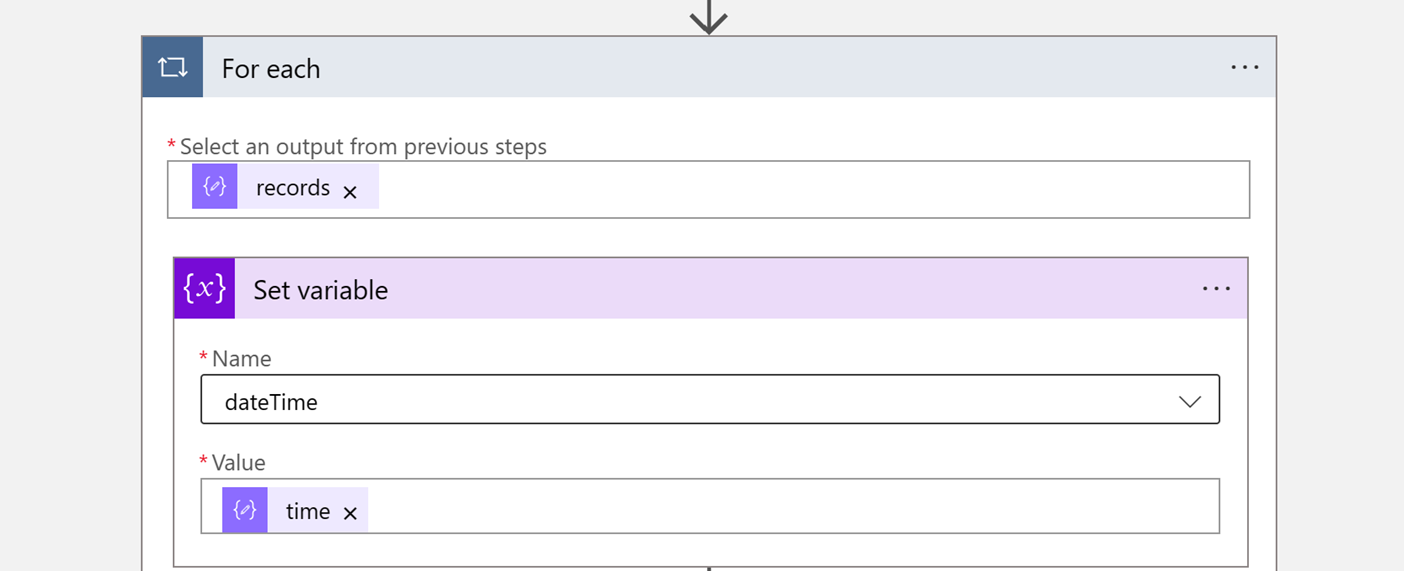 For each
* Select an output from previous steps
records ×
{x} Set variable
* Name
dateTime
* Value
time ×